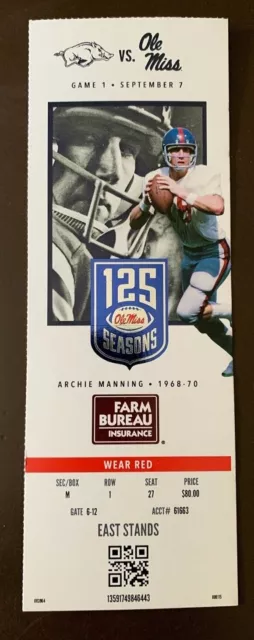 VS. Ole Miss
GAME 1 • SEPTEMBER 7
125
Ole Miss
SEASONS
ARCHIE MANNING • 1968-70
FARM
BUREAU
INSURANCE®
WEAR RED
SEC/BOX ROW SEAT PRICE
M 1 27 $80.00
GATE 6-12 ACCT# 61663
EAST STANDS
13591749846443